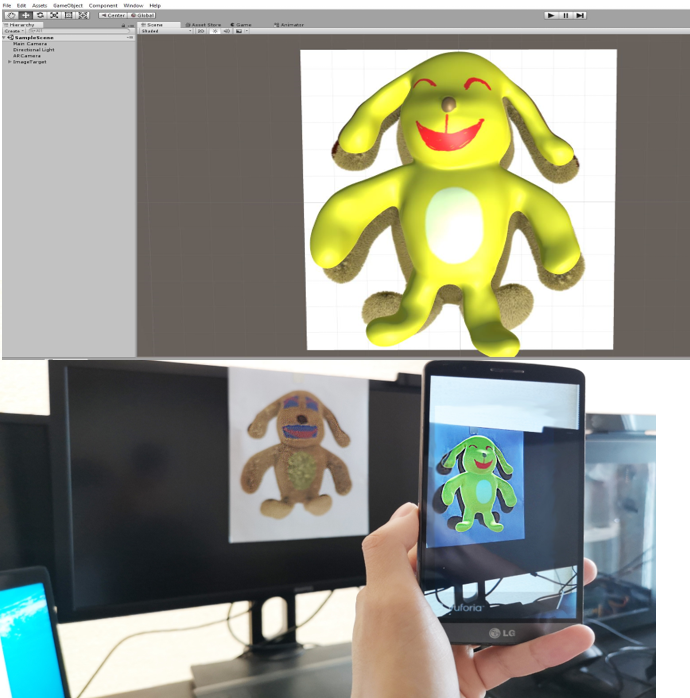 File Edit Assets GameObject Component Window Help
Center Global
Hierarchy
Scene Asset Store Game Animator
Create
Shaded 2D
SampleScene
Main Camera
Directional Light
ARCamera
ImageTarget
uforia
LG